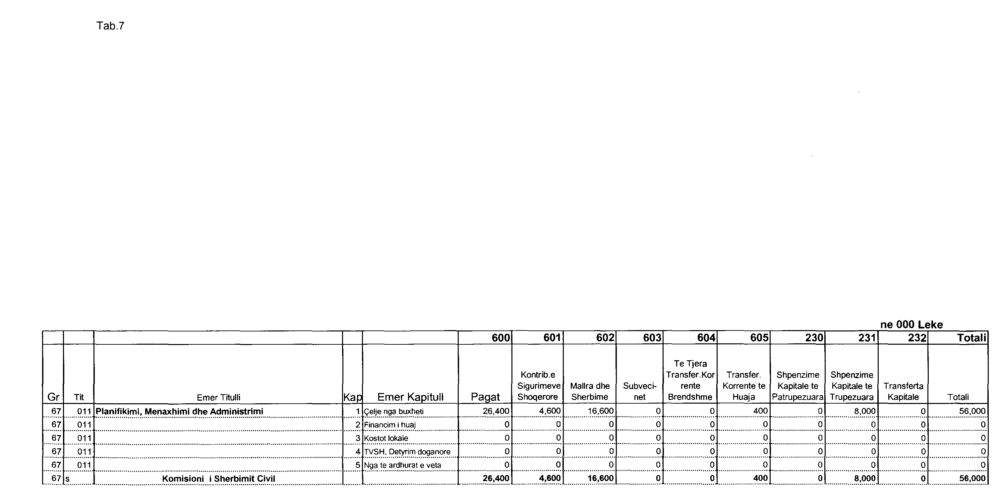 Tab.7
ne 000 Leke
600 601 602 603 604 605 230 231 232 Totali
Te Tjera
Kontrib.e Transfer.Kor Transfer. Shpenzime Shpenzime
Sigurimeve Mallra dhe Subveci- rente Korrente te Kapitale te Kapitale te Transferta
Gr Tit Emer Titulli Kap Emer Kapitull Pagat Shoqerore Sherbime net Brendshme Huaja Patrupezuara Trupezuara Kapitale Totali
67 011 Planifikimi, Menaxhimi dhe Administrimi 1 Çelje nga buxheti 26,400 4,600 16,600 0 0 400 0 8,000 0 56,000
67 011 2 Financim i huaj 0 0 0 0 0 0 0 0 0 0
67 011 3 Kostot lokale 0 0 0 0 0 0 0 0 0 0
67 011 4 TVSH, Detyrim doganore 0 0 0 0 0 0 0 0 0 0
67 011 5 Nga te ardhurat e veta 0 0 0 0 0 0 0 0 0 0
67 s Komisioni i Sherbimit Civil 26,400 4,600 16,600 0 0 400 0 8,000 0 56,000